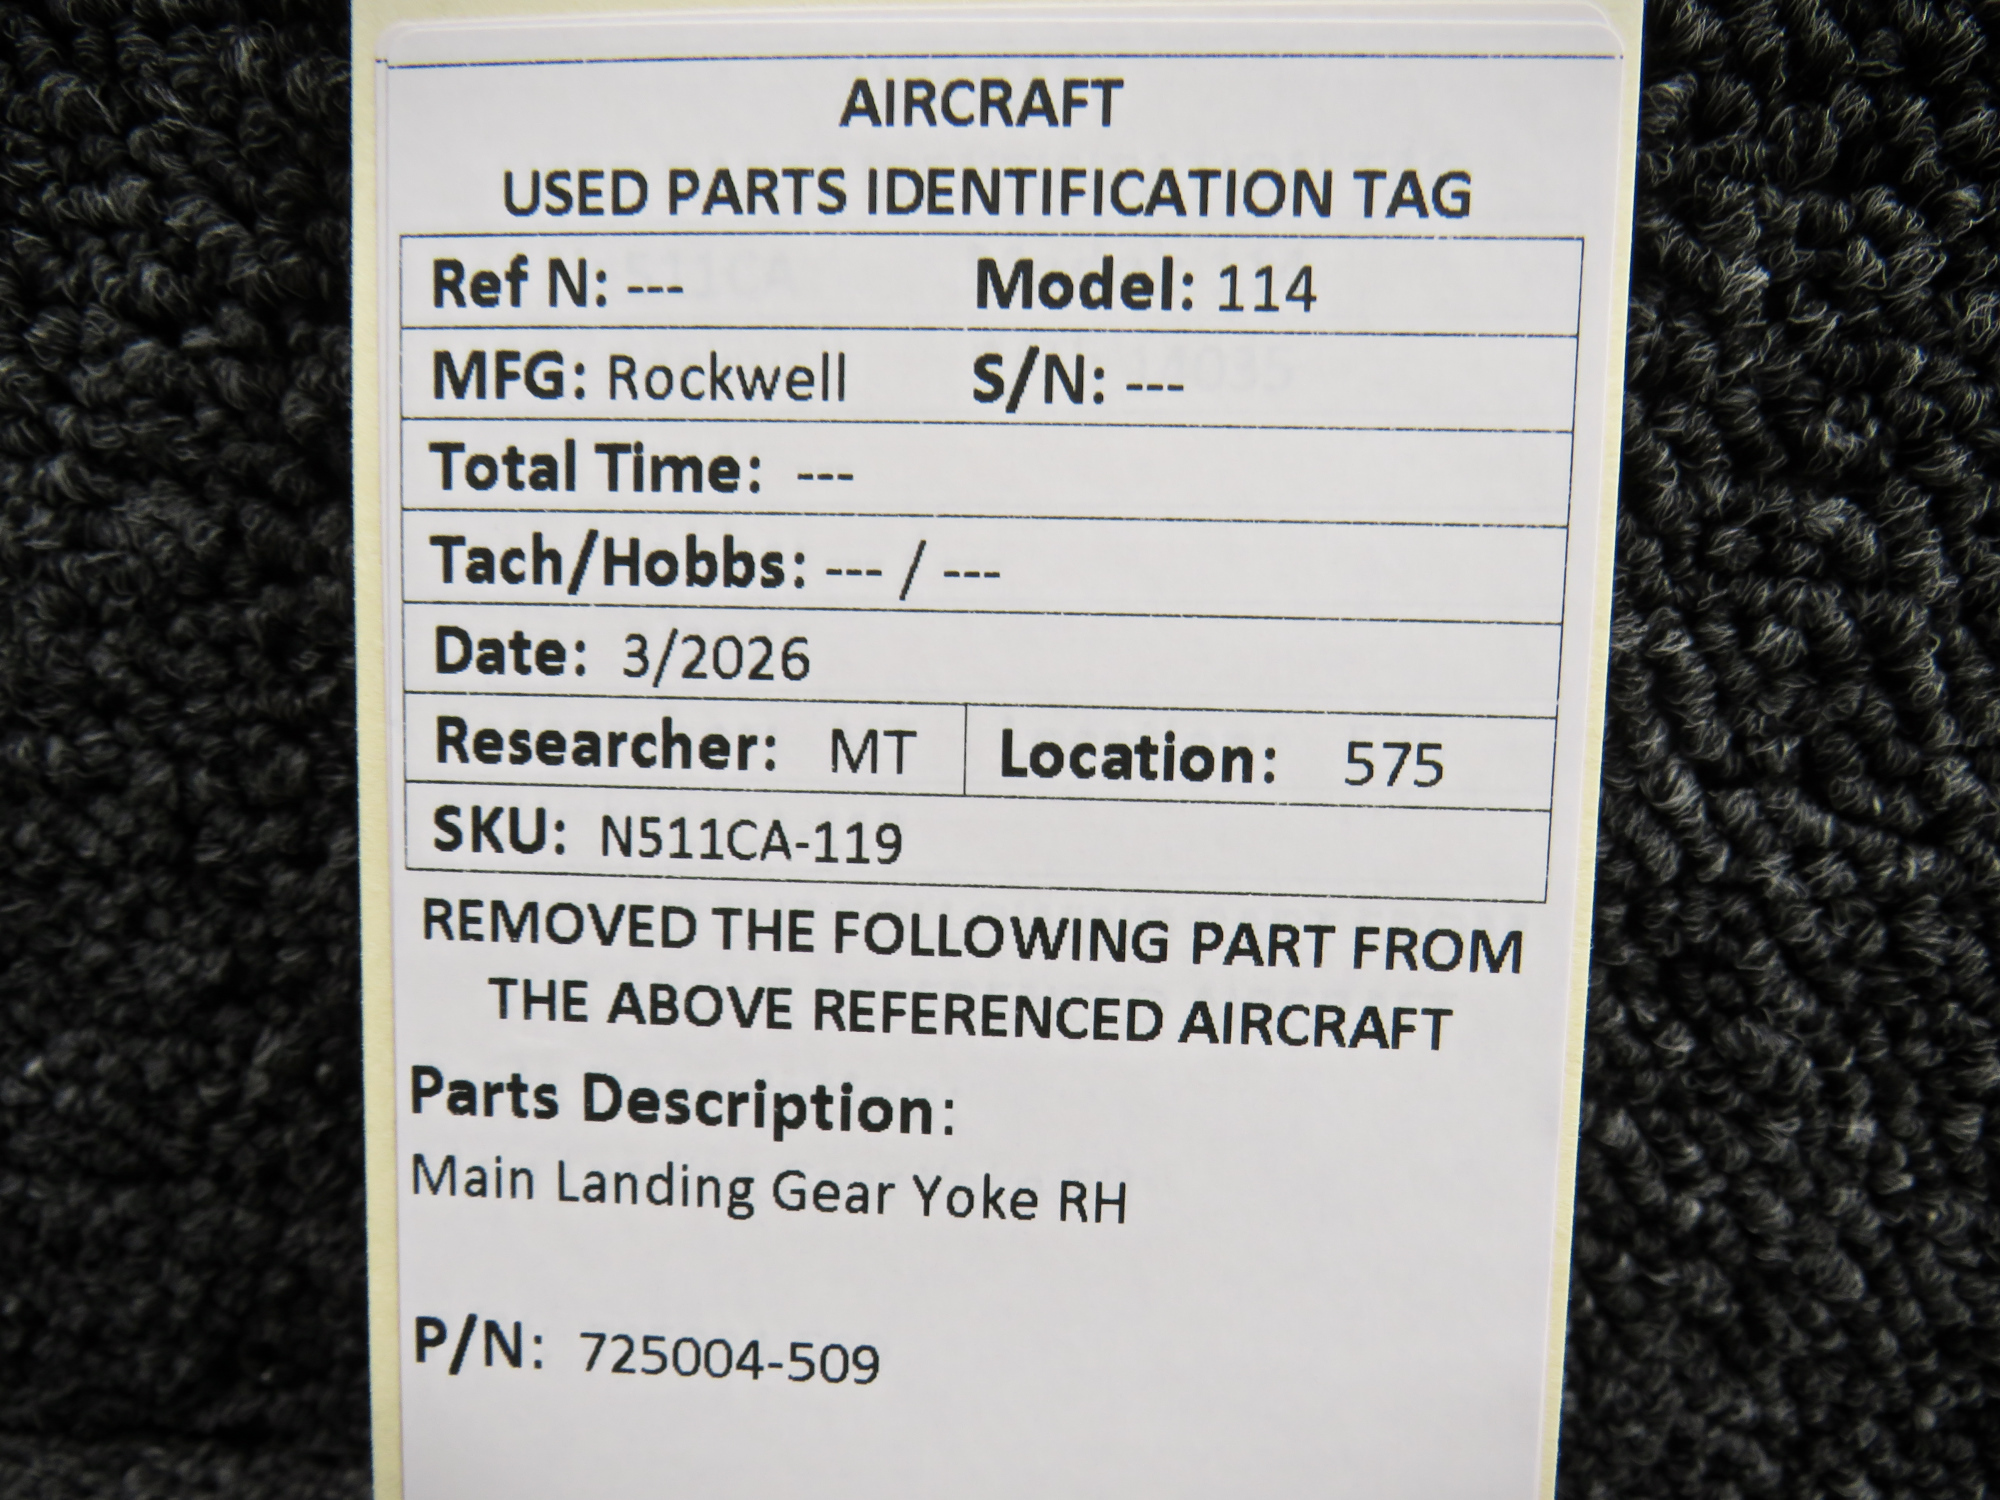 AIRCRAFT
USED PARTS IDENTIFICATION TAG
Ref N: --- Model: 114
MFG: Rockwell S/N: ---
Total Time: ---
Tach/Hobbs: --- / ---
Date: 3/2026
Researcher: MT Location: 575
SKU: N511CA-119
REMOVED THE FOLLOWING PART FROM
THE ABOVE REFERENCED AIRCRAFT
Parts Description:
Main Landing Gear Yoke RH
P/N: 725004-509